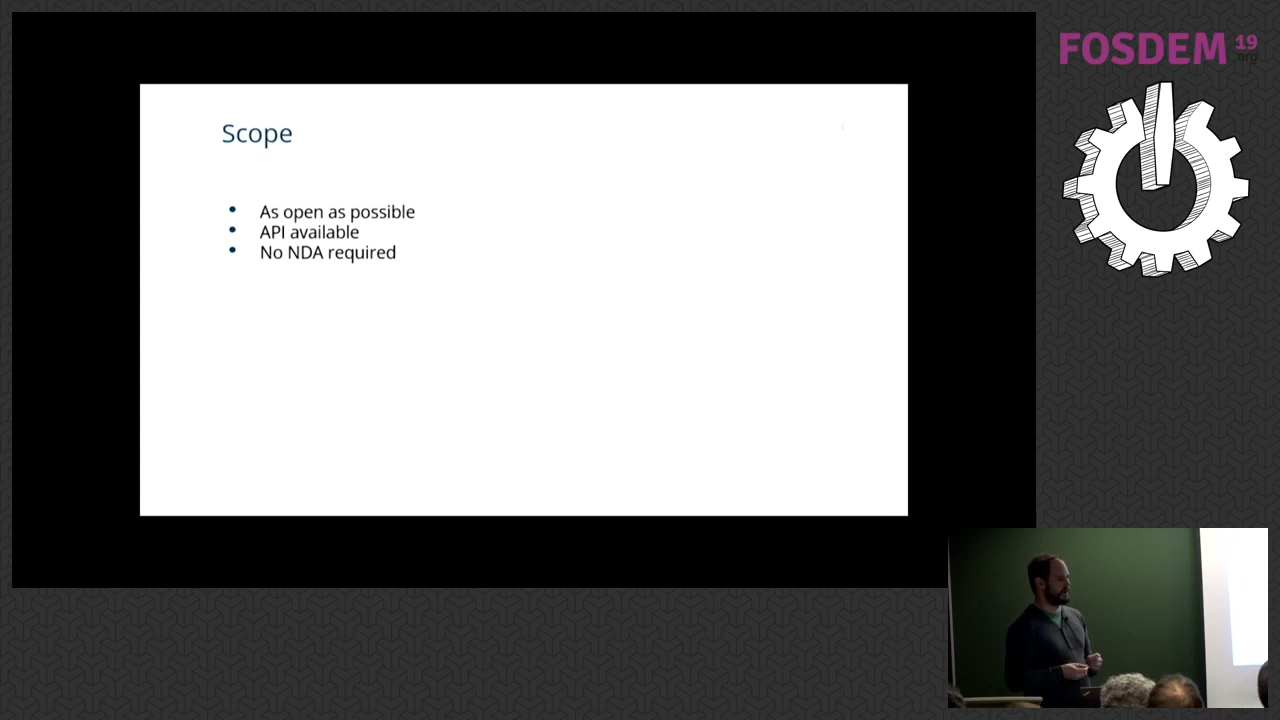 Scope
As open as possible
API available
No NDA required
FOSDEM 19
.org